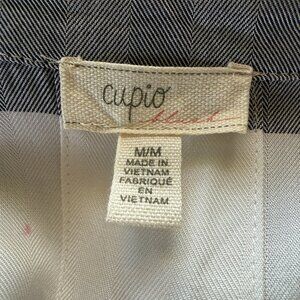 cupio
blush
M/M
MADE IN
VIETNAM
FABRIQUÉ
EN
VIETNAM